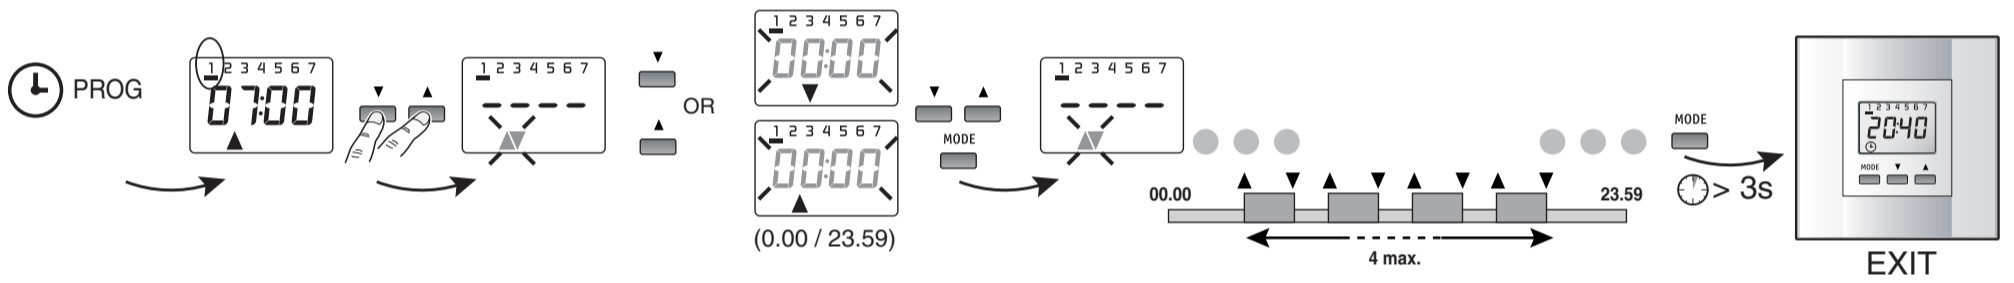 PROG
1 2 3 4 5 6 7
07:00
1 2 3 4 5 6 7
----
OR
1 2 3 4 5 6 7
00:00
1 2 3 4 5 6 7
00:00
(0.00 / 23.59)
MODE
1 2 3 4 5 6 7
----
00.00
23.59
4 max.
MODE
> 3s
1 2 3 4 5 6 7
20:40
MODE
EXIT